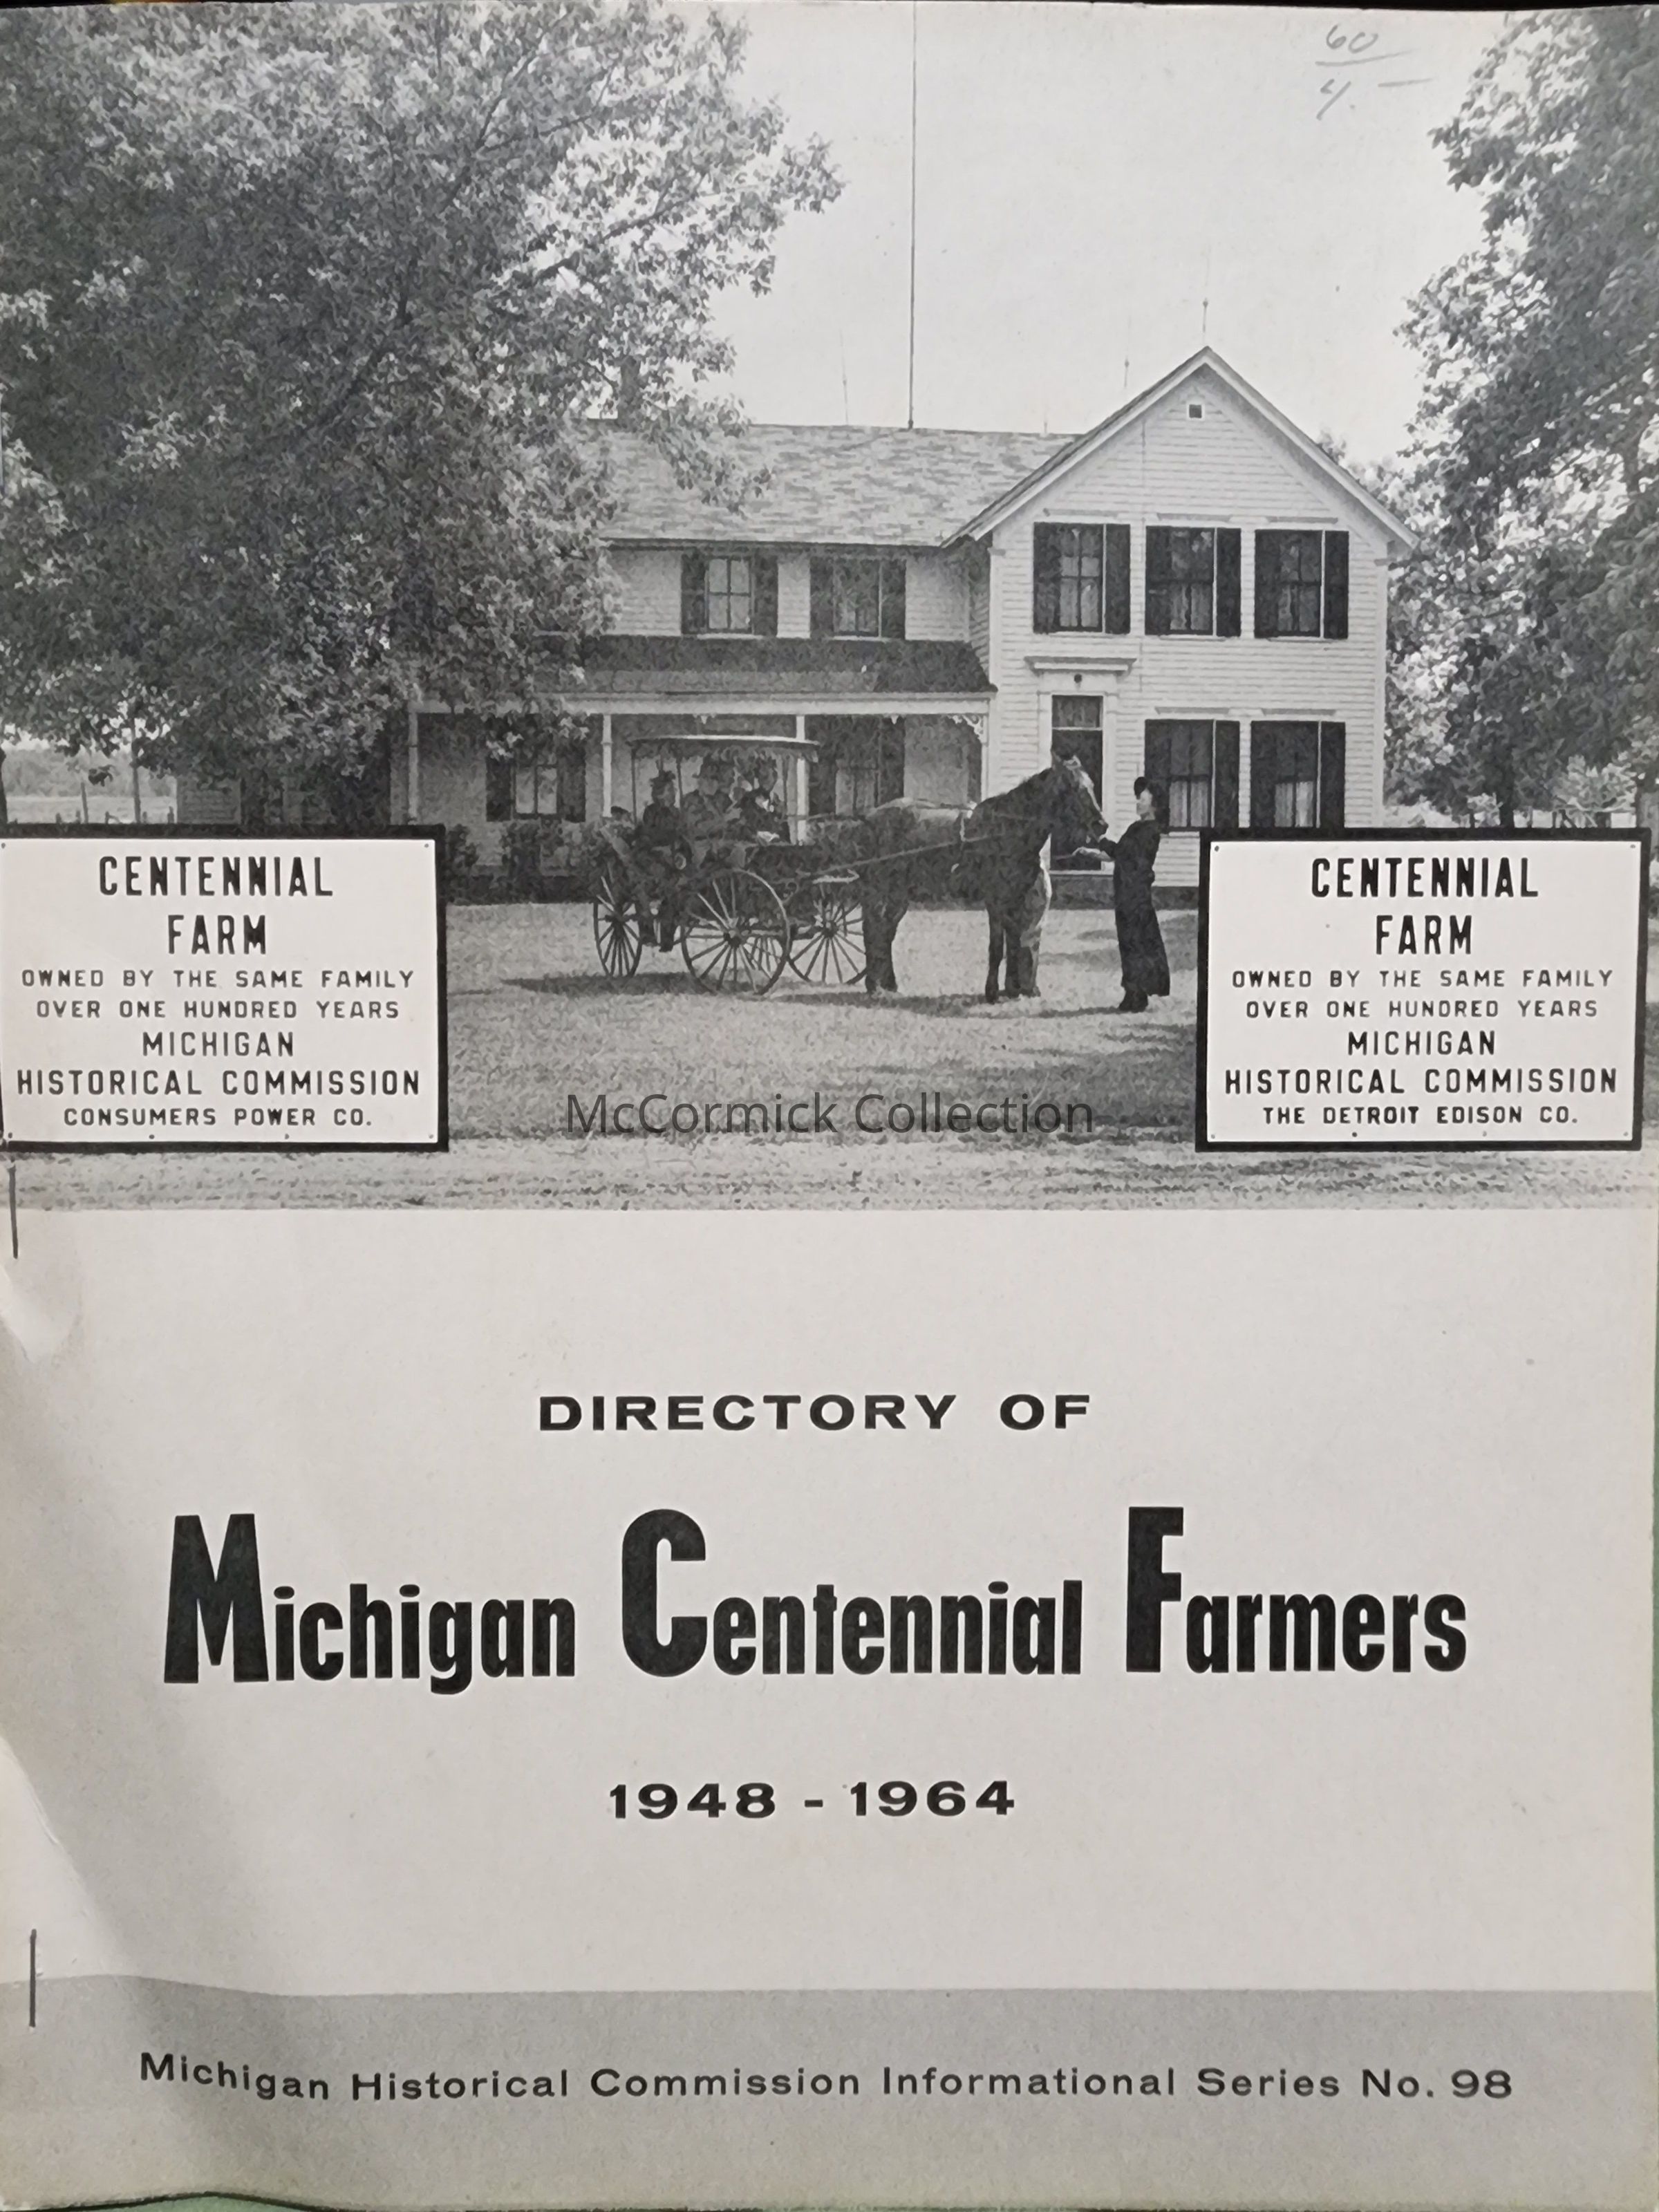 60
4. –
CENTENNIAL
FARM
OWNED BY THE SAME FAMILY
OVER ONE HUNDRED YEARS
MICHIGAN
HISTORICAL COMMISSION
CONSUMERS POWER CO.
CENTENNIAL
FARM
OWNED BY THE SAME FAMILY
OVER ONE HUNDRED YEARS
MICHIGAN
HISTORICAL COMMISSION
THE DETROIT EDISON CO.
McCormick Collection
DIRECTORY OF
Michigan Centennial Farmers
1948 - 1964
Michigan Historical Commission Informational Series No. 98